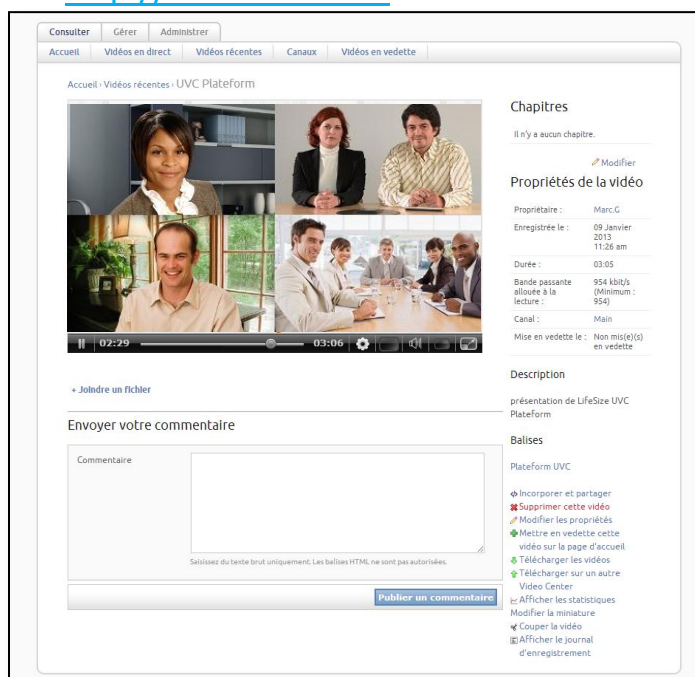 Consulter Gérer Administrer
Accueil Vidéos en direct Vidéos récentes Canaux Vidéos en vedette
Accueil › Vidéos récentes › UVC Plateform
02:29 03:06
+ Joindre un fichier
Envoyer votre commentaire
Commentaire
Saisissez du texte brut uniquement. Les balises HTML ne sont pas autorisées.
Publier un commentaire
Chapitres
Il n'y a aucun chapitre.
Modifier
Propriétés de la vidéo
Propriétaire : Marc.G
Enregistrée le : 09 Janvier
2013
11:26 am
Durée : 03:05
Bande passante 954 kbit/s
allouée à la (Minimum :
lecture : 954)
Canal : Main
Mise en vedette le : Non mis(e)(s)
en vedette
Description
présentation de LifeSize UVC
Plateform
Balises
Plateform UVC
Incorporer et partager
Supprimer cette vidéo
Modifier les propriétés
Mettre en vedette cette
vidéo sur la page d'accueil
Télécharger les vidéos
Télécharger sur un autre
Video Center
Afficher les statistiques
Modifier la miniature
Couper la vidéo
Afficher le journal
d'enregistrement